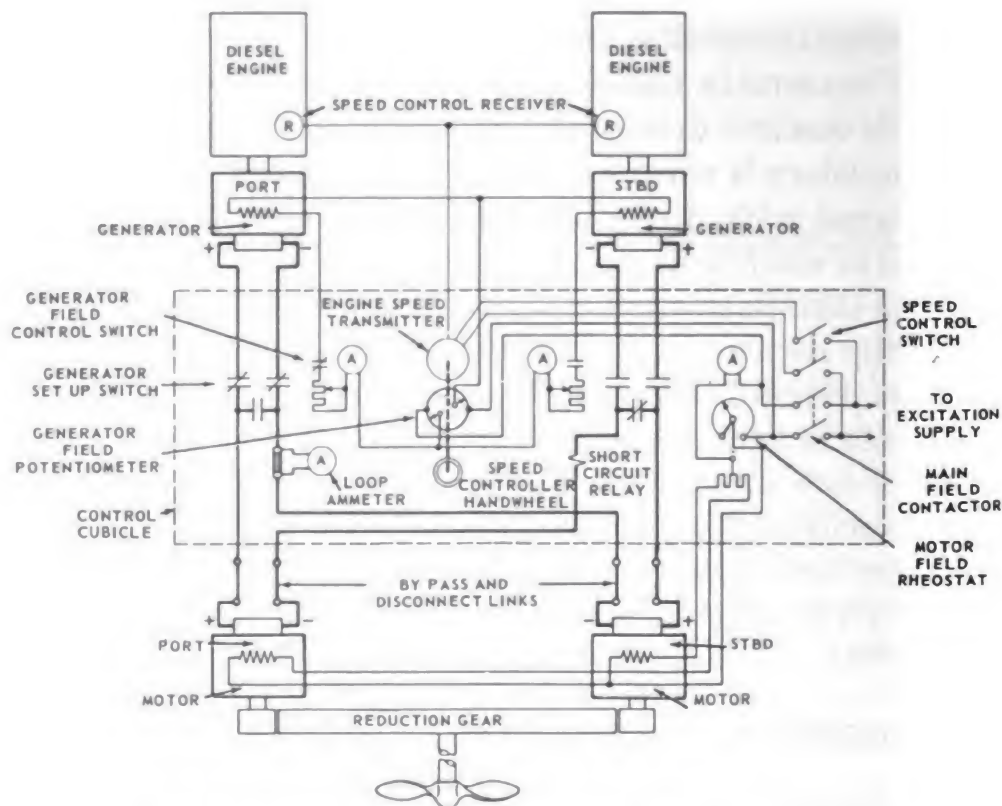 DIESEL
ENGINE
DIESEL
ENGINE
SPEED CONTROL RECEIVER
R
R
PORT
STBD
GENERATOR
GENERATOR
+
-
-
+
GENERATOR
FIELD
CONTROL SWITCH
ENGINE SPEED
TRANSMITTER
SPEED
CONTROL
SWITCH
A
A
A
GENERATOR
SET UP SWITCH
TO
EXCITATION
SUPPLY
GENERATOR
FIELD
POTENTIOMETER
A
LOOP
AMMETER
SPEED
CONTROLLER
HANDWHEEL
SHORT
CIRCUIT
RELAY
MAIN
FIELD
CONTACTOR
CONTROL
CUBICLE
MOTOR
FIELD
RHEOSTAT
BY PASS AND
DISCONNECT LINKS
+
-
-
+
PORT
STBD
MOTOR
MOTOR
REDUCTION GEAR